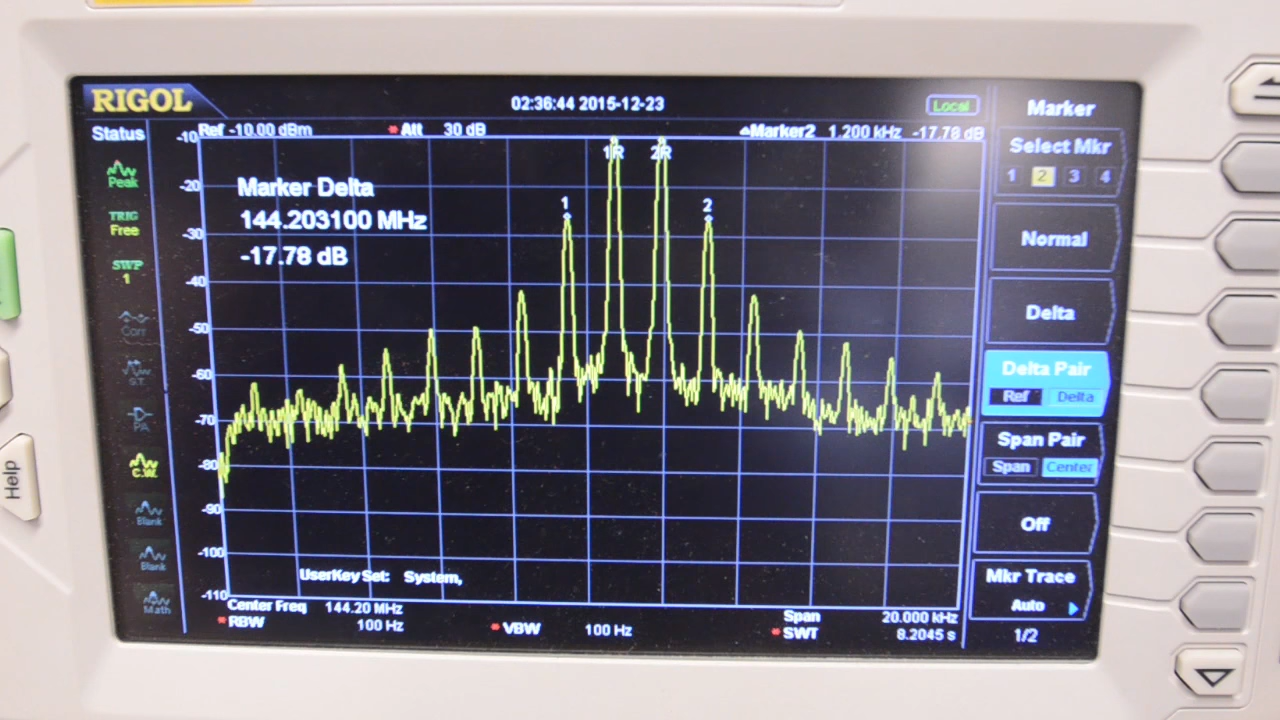 RIGOL
02:36:44 2015-12-23
Local
Marker
Status
Ref -10.00 dBm
Att 30 dB
Marker2 1.200 kHz -17.78 dB
Select Mkr
1 2 3 4
Peak
TRIG
Free
SWP
1
Corr
S.T.
PA
C.W.
Blank
Blank
Math
-10
-20
-30
-40
-50
-60
-70
-80
-90
-100
-110
Marker Delta
144.203100 MHz
-17.78 dB
1
1R
2R
2
Normal
Delta
Delta Pair
Ref Delta
Span Pair
Span Center
Off
Mkr Trace
Auto
1/2
UserKey Set: System,
Center Freq 144.20 MHz
Span 20.000 kHz
RBW 100 Hz
VBW 100 Hz
SWT 8.2045 s
Help